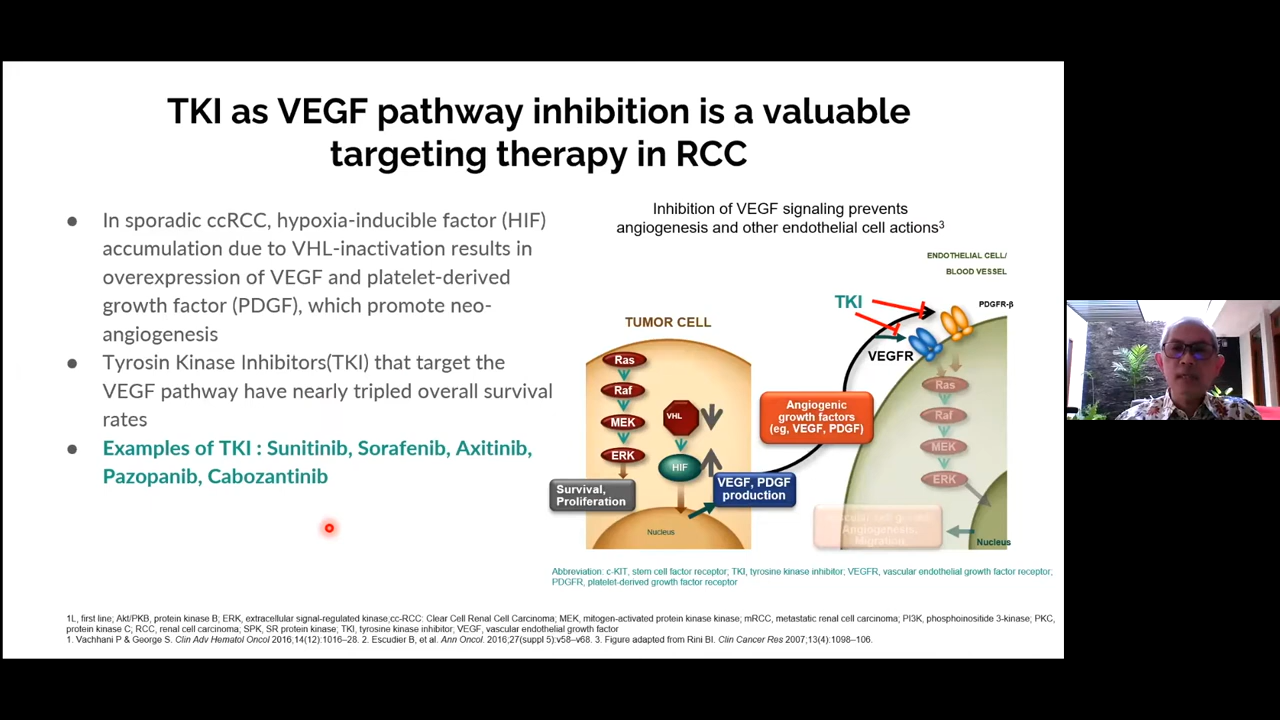 TKI as VEGF pathway inhibition is a valuable
targeting therapy in RCC
● In sporadic ccRCC, hypoxia-inducible factor (HIF)
accumulation due to VHL-inactivation results in
overexpression of VEGF and platelet-derived
growth factor (PDGF), which promote neo-
angiogenesis
● Tyrosin Kinase Inhibitors(TKI) that target the
VEGF pathway have nearly tripled overall survival
rates
● Examples of TKI : Sunitinib, Sorafenib, Axitinib,
Pazopanib, Cabozantinib
Inhibition of VEGF signaling prevents
angiogenesis and other endothelial cell actions³
ENDOTHELIAL CELL/
BLOOD VESSEL
TKI
PDGFR-β
VEGFR
TUMOR CELL
Ras
Raf
MEK
ERK
Survival,
Proliferation
VHL
HIF
VEGF, PDGF
production
Nucleus
Angiogenic
growth factors
(eg, VEGF, PDGF)
Ras
Raf
MEK
ERK
cell growth,
Angiogenesis,
Migration,
Nucleus
Abbreviation: c-KIT, stem cell factor receptor; TKI, tyrosine kinase inhibitor; VEGFR, vascular endothelial growth factor receptor;
PDGFR, platelet-derived growth factor receptor
1L, first line; Akt/PKB, protein kinase B; ERK, extracellular signal-regulated kinase,cc-RCC: Clear Cell Renal Cell Carcinoma; MEK, mitogen-activated protein kinase kinase; mRCC, metastatic renal cell carcinoma; PI3K, phosphoinositide 3-kinase; PKC,
protein kinase C; RCC, renal cell carcinoma, SPK, SR protein kinase; TKI, tyrosine kinase inhibitor; VEGF, vascular endothelial growth factor
1. Vachhani P & George S. Clin Adv Hematol Oncol 2016;14(12):1016–28. 2. Escudier B, et al. Ann Oncol. 2016;27(suppl 5):v58–v68. 3. Figure adapted from Rini BI. Clin Cancer Res 2007;13(4):1098–106.